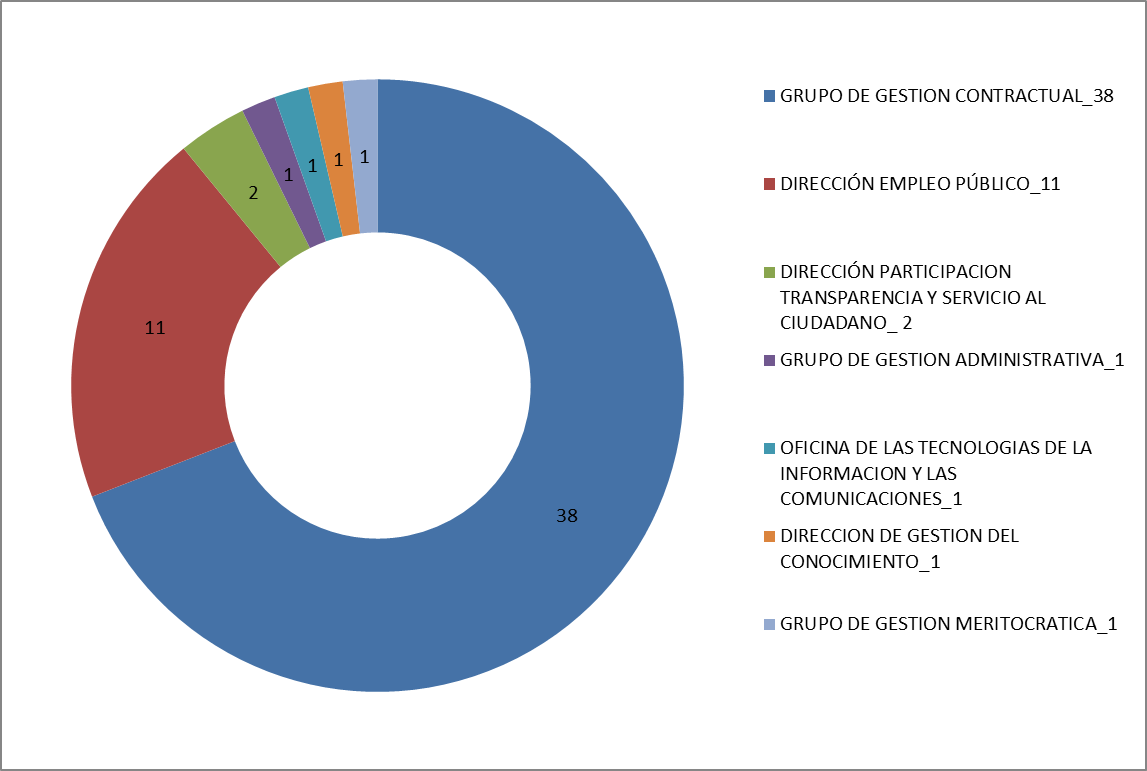 GRUPO DE GESTION CONTRACTUAL_38
DIRECCIÓN EMPLEO PÚBLICO_11
DIRECCIÓN PARTICIPACION
TRANSPARENCIA Y SERVICIO AL
CIUDADANO_ 2
GRUPO DE GESTION ADMINISTRATIVA_1
OFICINA DE LAS TECNOLOGIAS DE LA
INFORMACION Y LAS
COMUNICACIONES_1
DIRECCION DE GESTION DEL
CONOCIMIENTO_1
GRUPO DE GESTION MERITOCRATICA_1
38
11
2
1
1
1
1